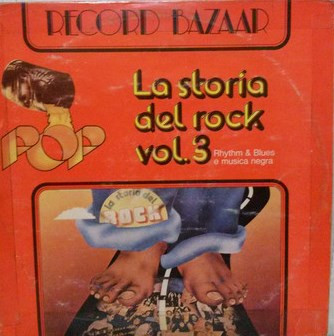 RECORD BAZAAR
POP
La storia
del rock
vol. 3
Rhythm & Blues
e musica negra
la storia del
ROCK